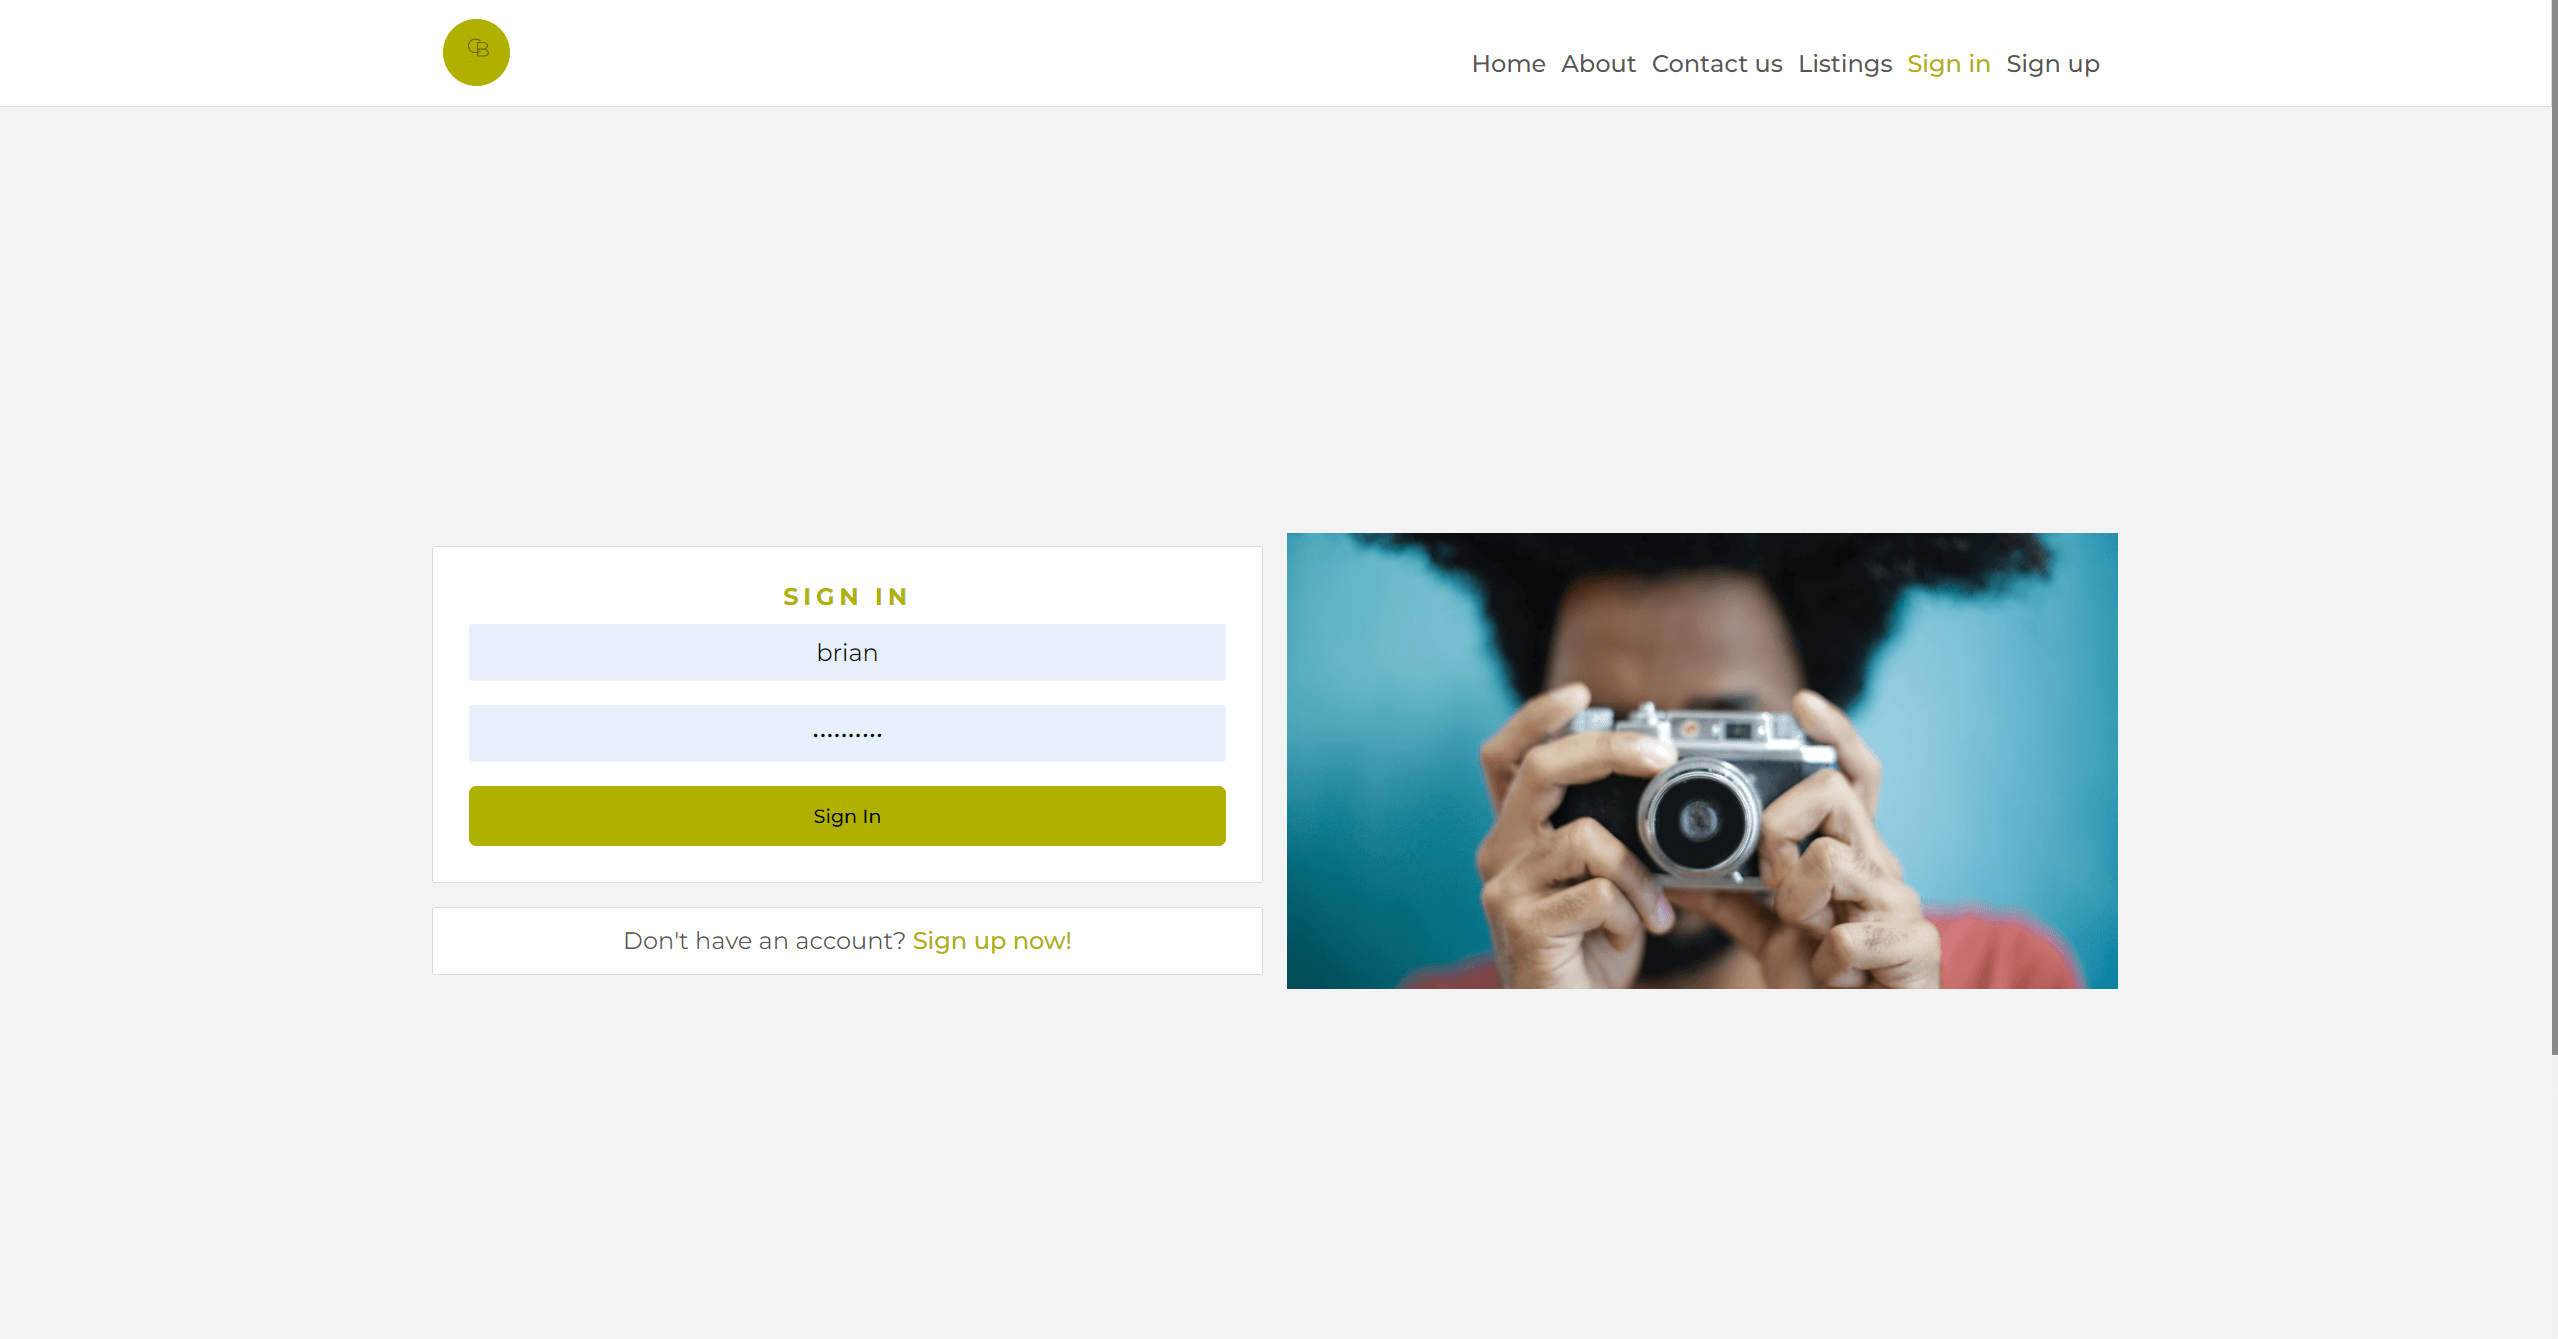 CB
Home About Contact us Listings Sign in Sign up
SIGN IN
brian
··········
Sign In
Don't have an account? Sign up now!